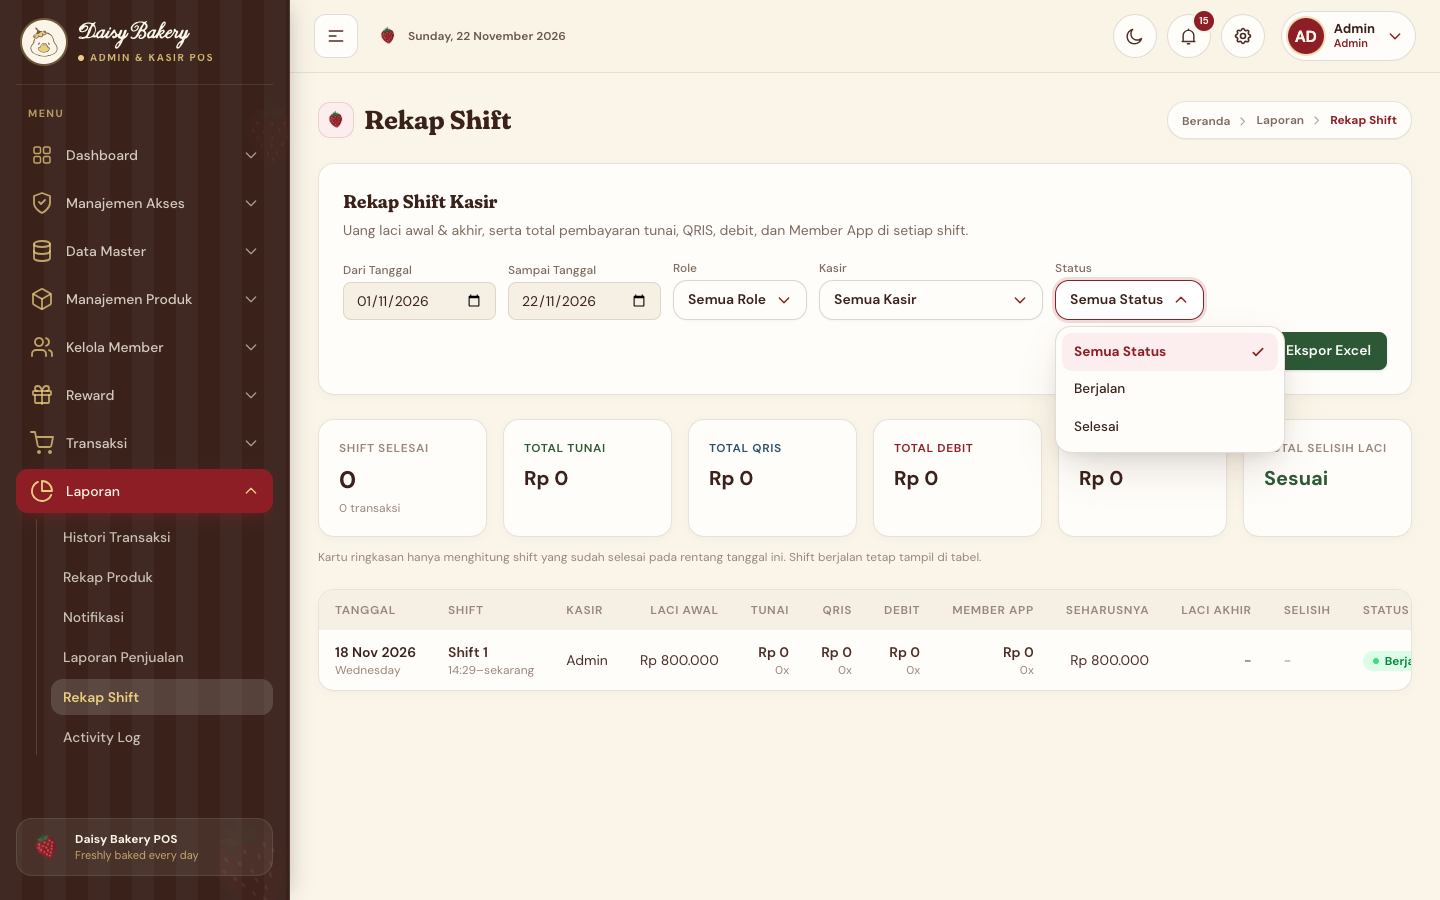 Daisy Bakery
ADMIN & KASIR POS
MENU
Dashboard
Manajemen Akses
Data Master
Manajemen Produk
Kelola Member
Reward
Transaksi
Laporan
Histori Transaksi
Rekap Produk
Notifikasi
Laporan Penjualan
Rekap Shift
Activity Log
Daisy Bakery POS
Freshly baked every day
Sunday, 22 November 2026
15
AD
Admin
Admin
Rekap Shift
Beranda > Laporan > Rekap Shift
Rekap Shift Kasir
Uang laci awal & akhir, serta total pembayaran tunai, QRIS, debit, dan Member App di setiap shift.
Dari Tanggal Sampai Tanggal Role Kasir Status
01/11/2026 22/11/2026 Semua Role Semua Kasir Semua Status
Semua Status
Berjalan
Selesai
Ekspor Excel
SHIFT SELESAI
0
0 transaksi
TOTAL TUNAI
Rp 0
TOTAL QRIS
Rp 0
TOTAL DEBIT
Rp 0
Rp 0
SELISIH LACI
Sesuai
Kartu ringkasan hanya menghitung shift yang sudah selesai pada rentang tanggal ini. Shift berjalan tetap tampil di tabel.
TANGGAL SHIFT KASIR LACI AWAL TUNAI QRIS DEBIT MEMBER APP SEHARUSNYA LACI AKHIR SELISIH STATUS
18 Nov 2026 Shift 1 Admin Rp 800.000 Rp 0 Rp 0 Rp 0 Rp 0 Rp 800.000 - -
Wednesday 14:29–sekarang 0x 0x 0x 0x